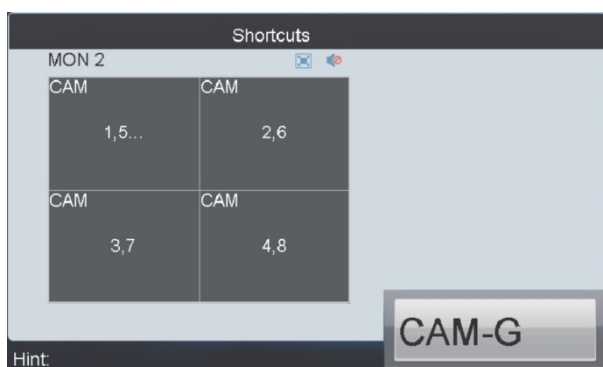 Shortcuts
MON 2
CAM CAM
1,5... 2,6
CAM CAM
3,7 4,8
CAM-G
Hint: